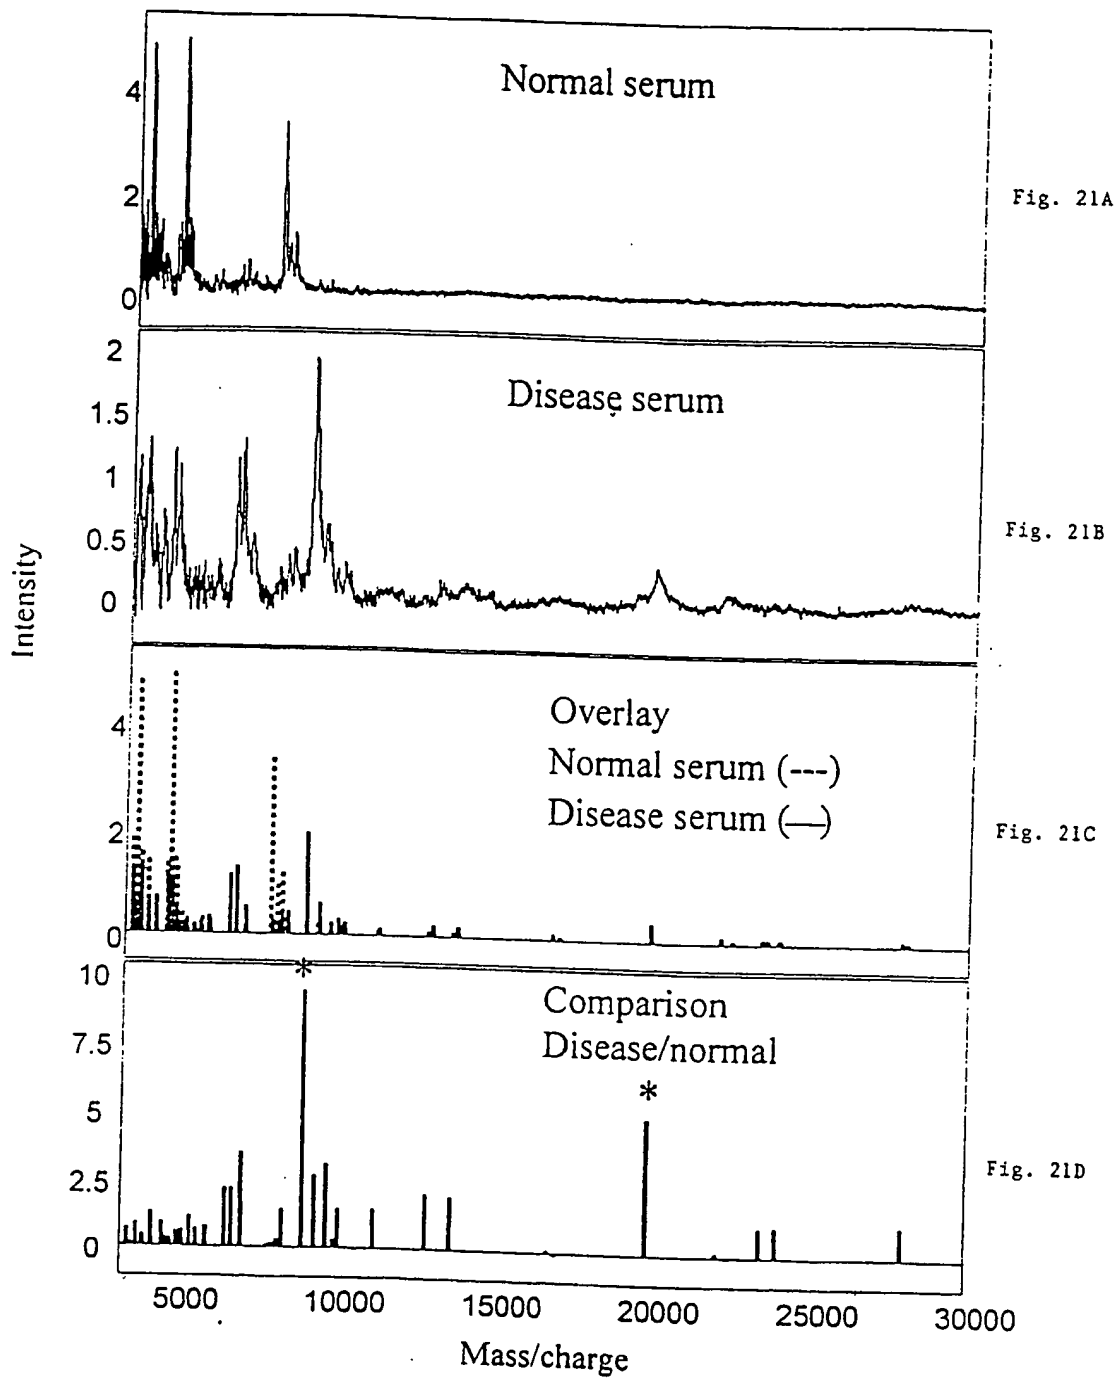 Normal serum
4
2
0
Fig. 21A
Disease serum
2
1.5
1
0.5
0
Fig. 21B
Intensity
Overlay
Normal serum (---)
Disease serum (—)
4
2
0
Fig. 21C
*
Comparison
Disease/normal
*
10
7.5
5
2.5
0
Fig. 21D
5000 10000 15000 20000 25000 30000
Mass/charge